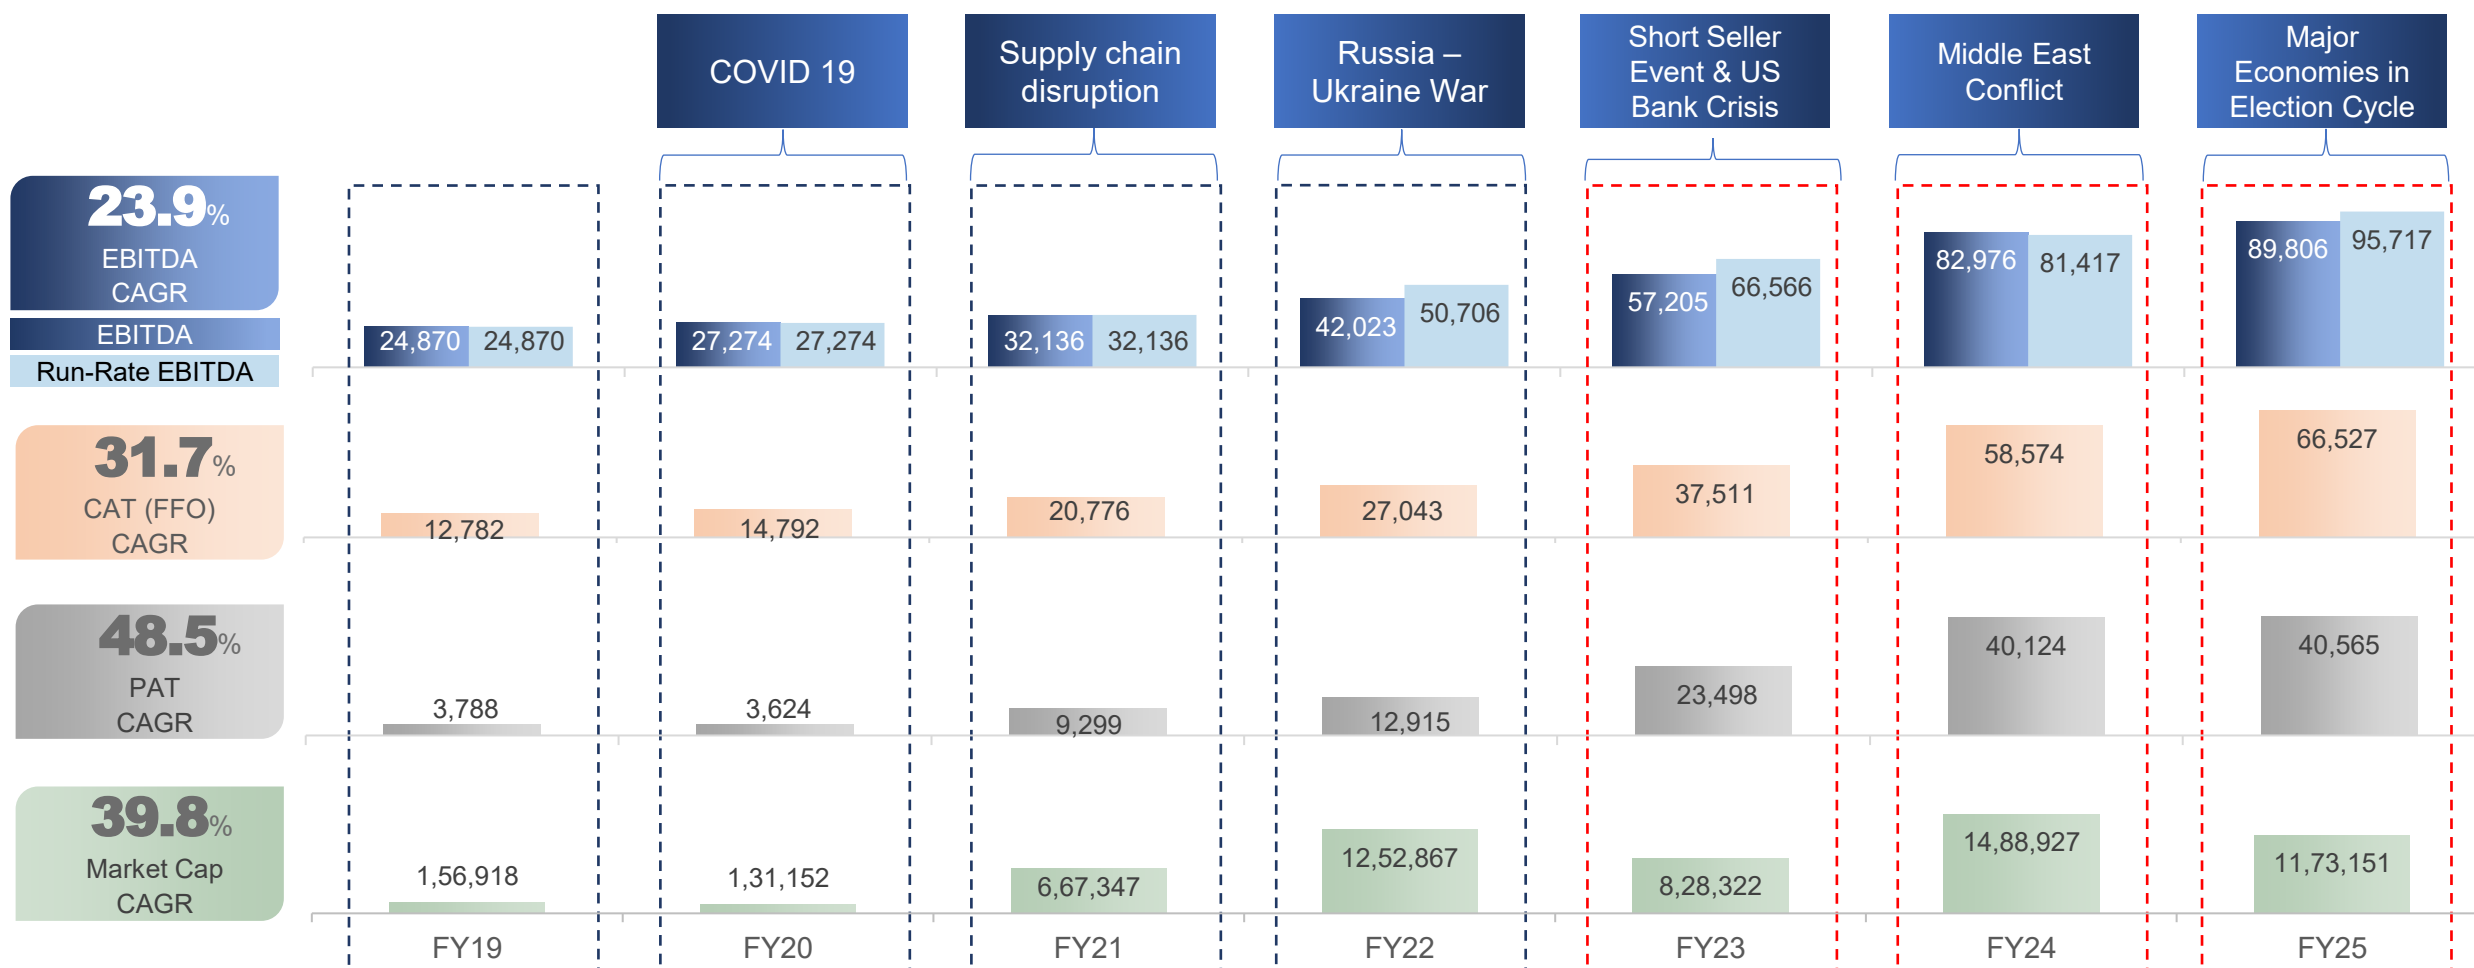 COVID 19
Supply chain
disruption
Russia –
Ukraine War
Short Seller
Event & US
Bank Crisis
Middle East
Conflict
Major
Economies in
Election Cycle
23.9%
EBITDA
CAGR
EBITDA
Run-Rate EBITDA
24,870 24,870
27,274 27,274
32,136 32,136
42,023 50,706
57,205 66,566
82,976 81,417
89,806 95,717
31.7%
CAT (FFO)
CAGR
12,782
14,792
20,776
27,043
37,511
58,574
66,527
48.5%
PAT
CAGR
3,788
3,624
9,299
12,915
23,498
40,124
40,565
39.8%
Market Cap
CAGR
1,56,918
1,31,152
6,67,347
12,52,867
8,28,322
14,88,927
11,73,151
FY19
FY20
FY21
FY22
FY23
FY24
FY25